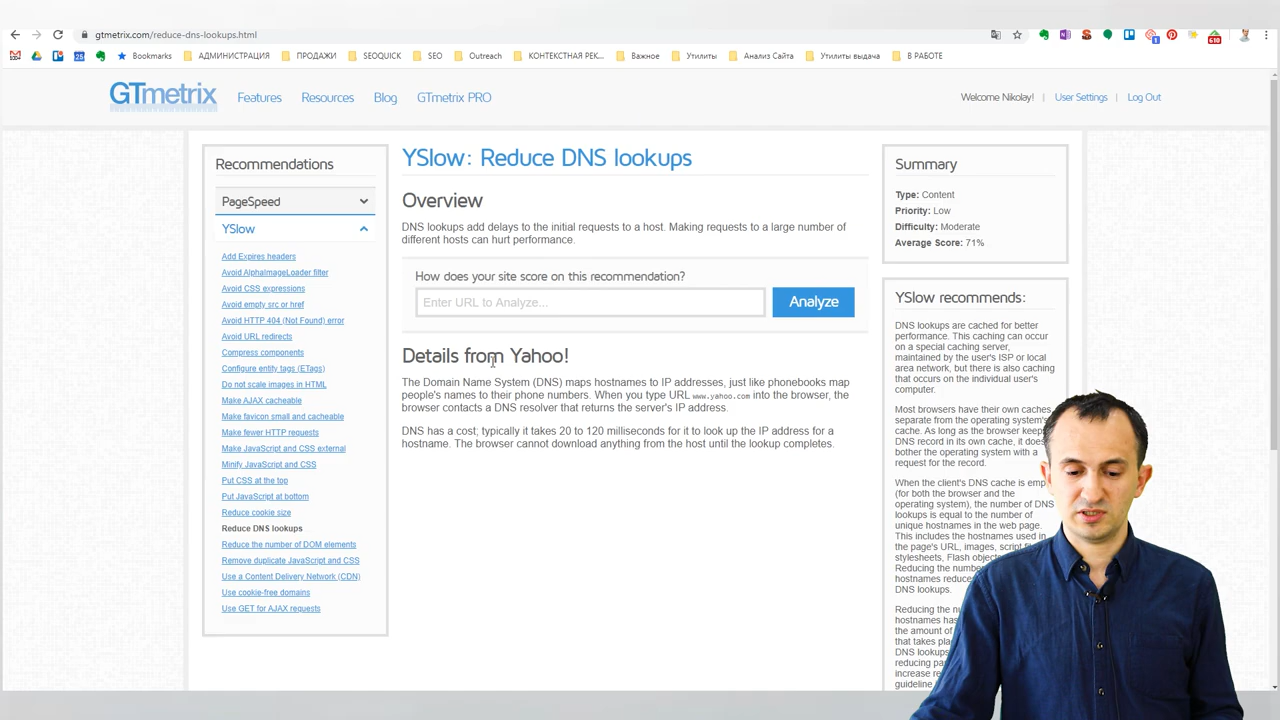 gtmetrix.com/reduce-dns-lookups.html
Bookmarks
АДМИНИСТРАЦИЯ
ПРОДАЖИ
SEOQUICK
SEO
Outreach
КОНТЕКСТНАЯ РЕК...
Важное
Утилиты
Анализ Сайта
Утилиты выдача
В РАБОТЕ
GTmetrix
Features
Resources
Blog
GTmetrix PRO
Welcome Nikolay!
User Settings
Log Out
Recommendations
PageSpeed
YSlow
Add Expires headers
Avoid AlphaImageLoader filter
Avoid CSS expressions
Avoid empty src or href
Avoid HTTP 404 (Not Found) error
Avoid URL redirects
Compress components
Configure entity tags (ETags)
Do not scale images in HTML
Make AJAX cacheable
Make favicon small and cacheable
Make fewer HTTP requests
Make JavaScript and CSS external
Minify JavaScript and CSS
Put CSS at the top
Put JavaScript at bottom
Reduce cookie size
Reduce DNS lookups
Reduce the number of DOM elements
Remove duplicate JavaScript and CSS
Use a Content Delivery Network (CDN)
Use cookie-free domains
Use GET for AJAX requests
YSlow: Reduce DNS lookups
Overview
DNS lookups add delays to the initial requests to a host. Making requests to a large number of
different hosts can hurt performance.
How does your site score on this recommendation?
Enter URL to Analyze...
Analyze
Details from Yahoo!
The Domain Name System (DNS) maps hostnames to IP addresses, just like phonebooks map
people's names to their phone numbers. When you type URL www.yahoo.com into the browser, the
browser contacts a DNS resolver that returns the server's IP address.
DNS has a cost; typically it takes 20 to 120 milliseconds for it to look up the IP address for a
hostname. The browser cannot download anything from the host until the lookup completes.
Summary
Type: Content
Priority: Low
Difficulty: Moderate
Average Score: 71%
YSlow recommends:
DNS lookups are cached for better
performance. This caching can occur
on a special caching server,
maintained by the user's ISP or local
area network, but there is also caching
that occurs on the individual user's
computer.
Most browsers have their own caches
separate from the operating system's
cache. As long as the browser keeps
DNS record in its own cache, it does
bother the operating system with a
request for the record.
When the client's DNS cache is
(for both the browser and the
operating system), the number of DNS
lookups is equal to the number of
unique hostnames in the web page.
This includes the hostnames used in
the page's URL, images, script
stylesheets, Flash
Reducing the
hostnames
DNS lookups.
Reducing the
hostnames has
the amount of
that takes
DNS lookups
reducing
increase
guideline